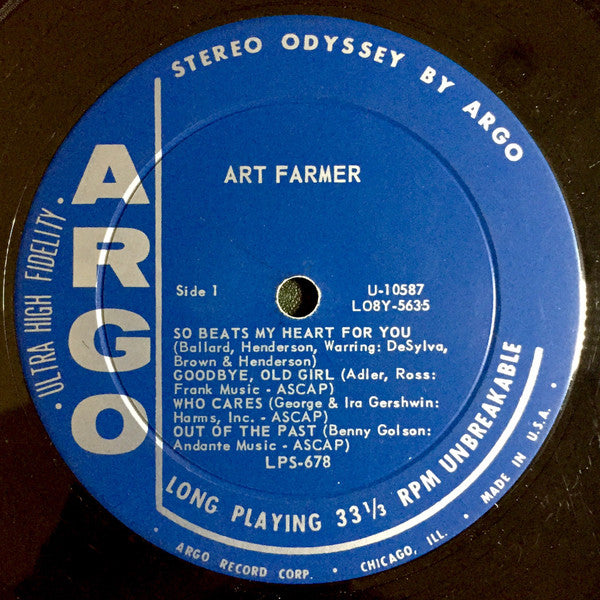 STEREO ODYSSEY BY ARGO
ARGO
· ULTRA HIGH FIDELITY ·
ART FARMER
Side 1
U-10587
LO8Y-5635
SO BEATS MY HEART FOR YOU
(Ballard, Henderson, Warring: DeSylva,
Brown & Henderson)
GOODBYE, OLD GIRL (Adler, Ross:
Frank Music - ASCAP)
WHO CARES (George & Ira Gershwin:
Harms, Inc. - ASCAP)
OUT OF THE PAST (Benny Golson:
Andante Music - ASCAP)
LPS-678
LONG PLAYING 33⅓ RPM UNBREAKABLE
· ARGO RECORD CORP. · CHICAGO, ILL. · MADE IN U.S.A. ·